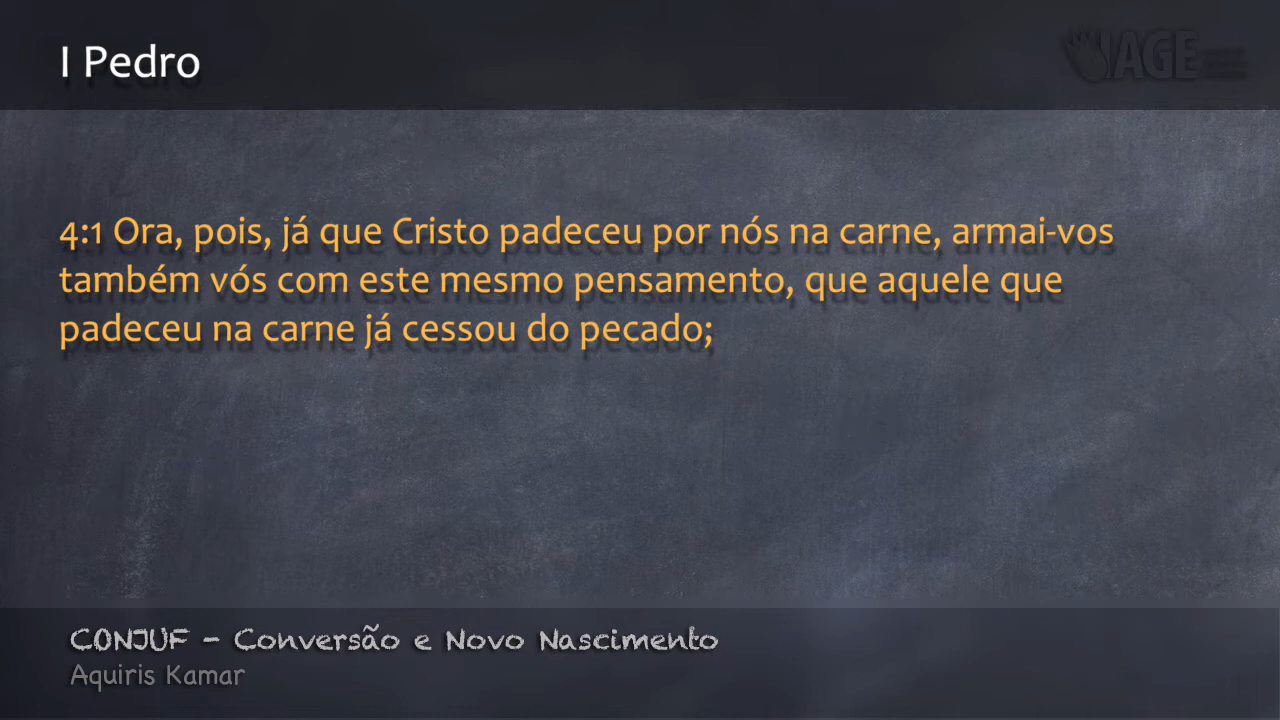 I Pedro
IAGE
4:1 Ora, pois, já que Cristo padeceu por nós na carne, armai-vos
também vós com este mesmo pensamento, que aquele que
padeceu na carne já cessou do pecado;
CONJUF - Conversão e Novo Nascimento
Aquiris Kamar